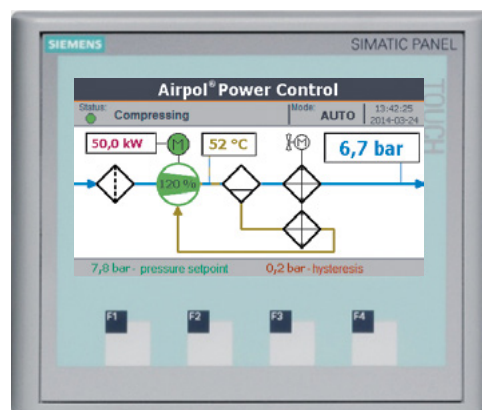 SIEMENS
SIMATIC PANEL
TOUCH
Airpol® Power Control
Status: Compressing
Mode: AUTO
13:42:25
2014-03-24
50,0 kW
M
52 °C
M
6,7 bar
120 %
7,8 bar - pressure setpoint
0,2 bar - hysteresis
F1
F2
F3
F4